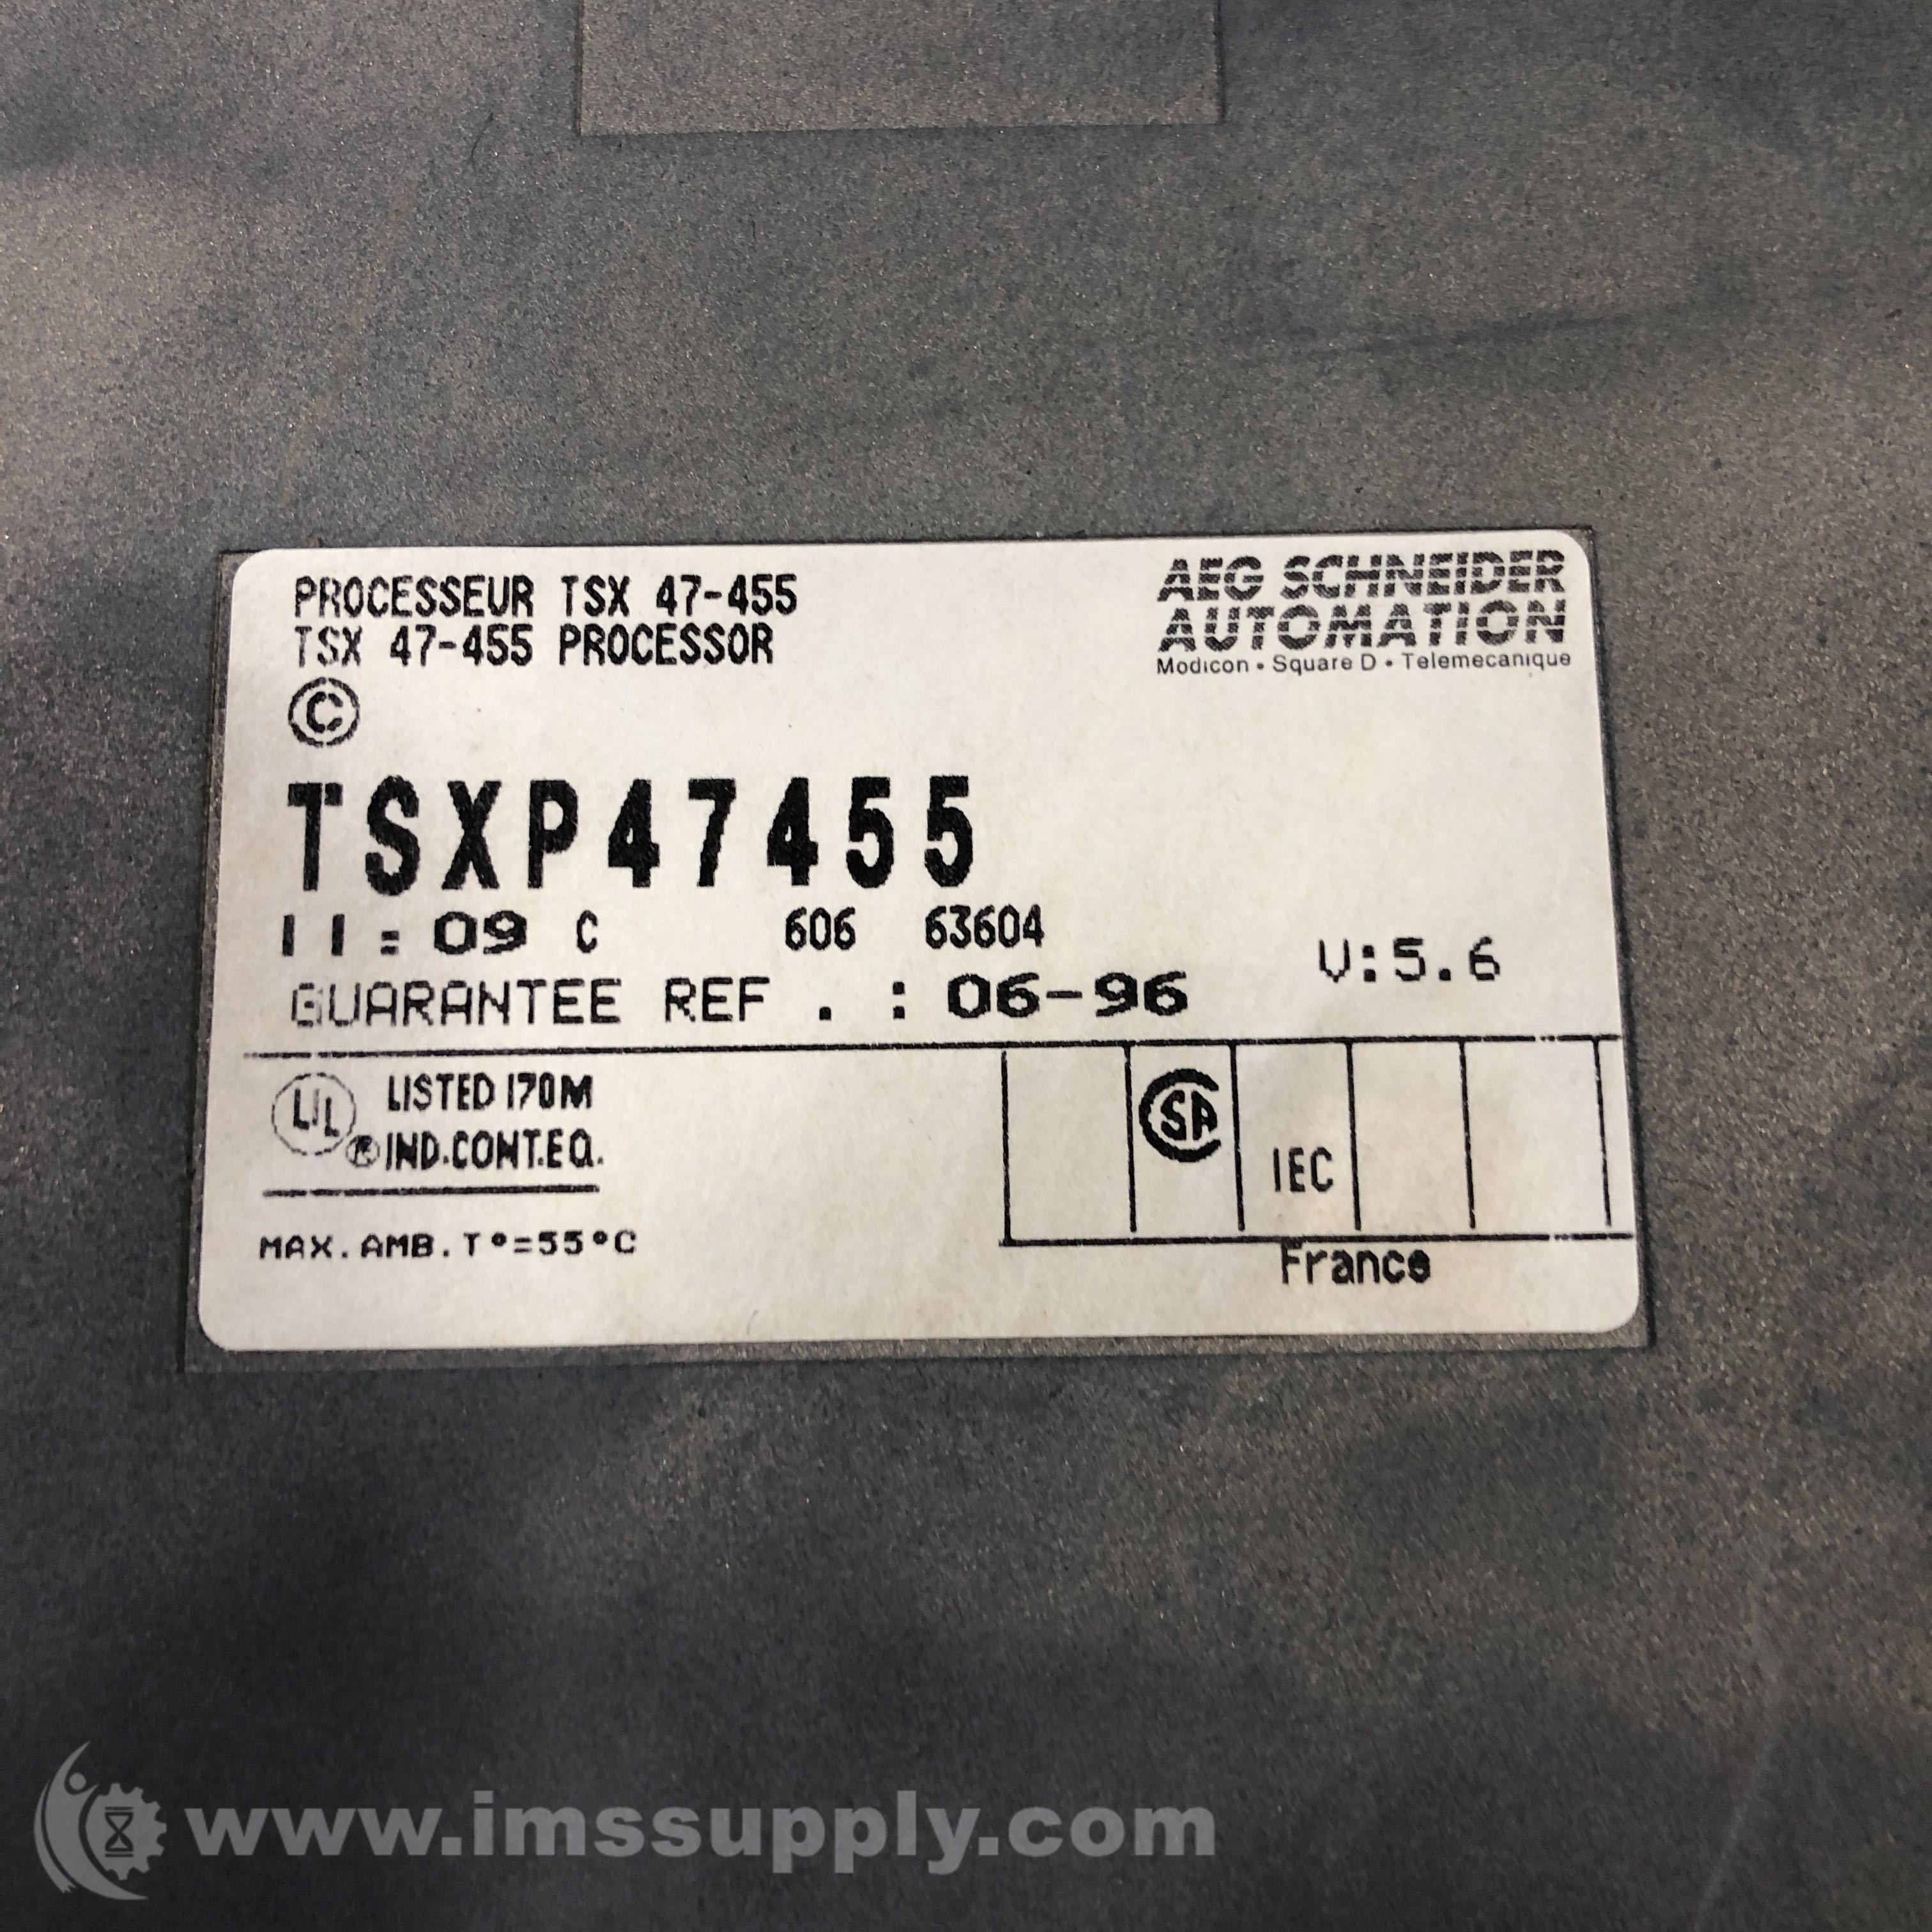 PROCESSEUR TSX 47-455
TSX 47-455 PROCESSOR
AEG SCHNEIDER
AUTOMATION
Modicon • Square D • Telemecanique
©
TSXP47455
11:09 C 606 63604
V:5.6
GUARANTEE REF . : 06-96
UL LISTED 170M
® IND.CONT.EQ.
CSA
IEC
MAX.AMB.T°=55°C
France
www.imssupply.com